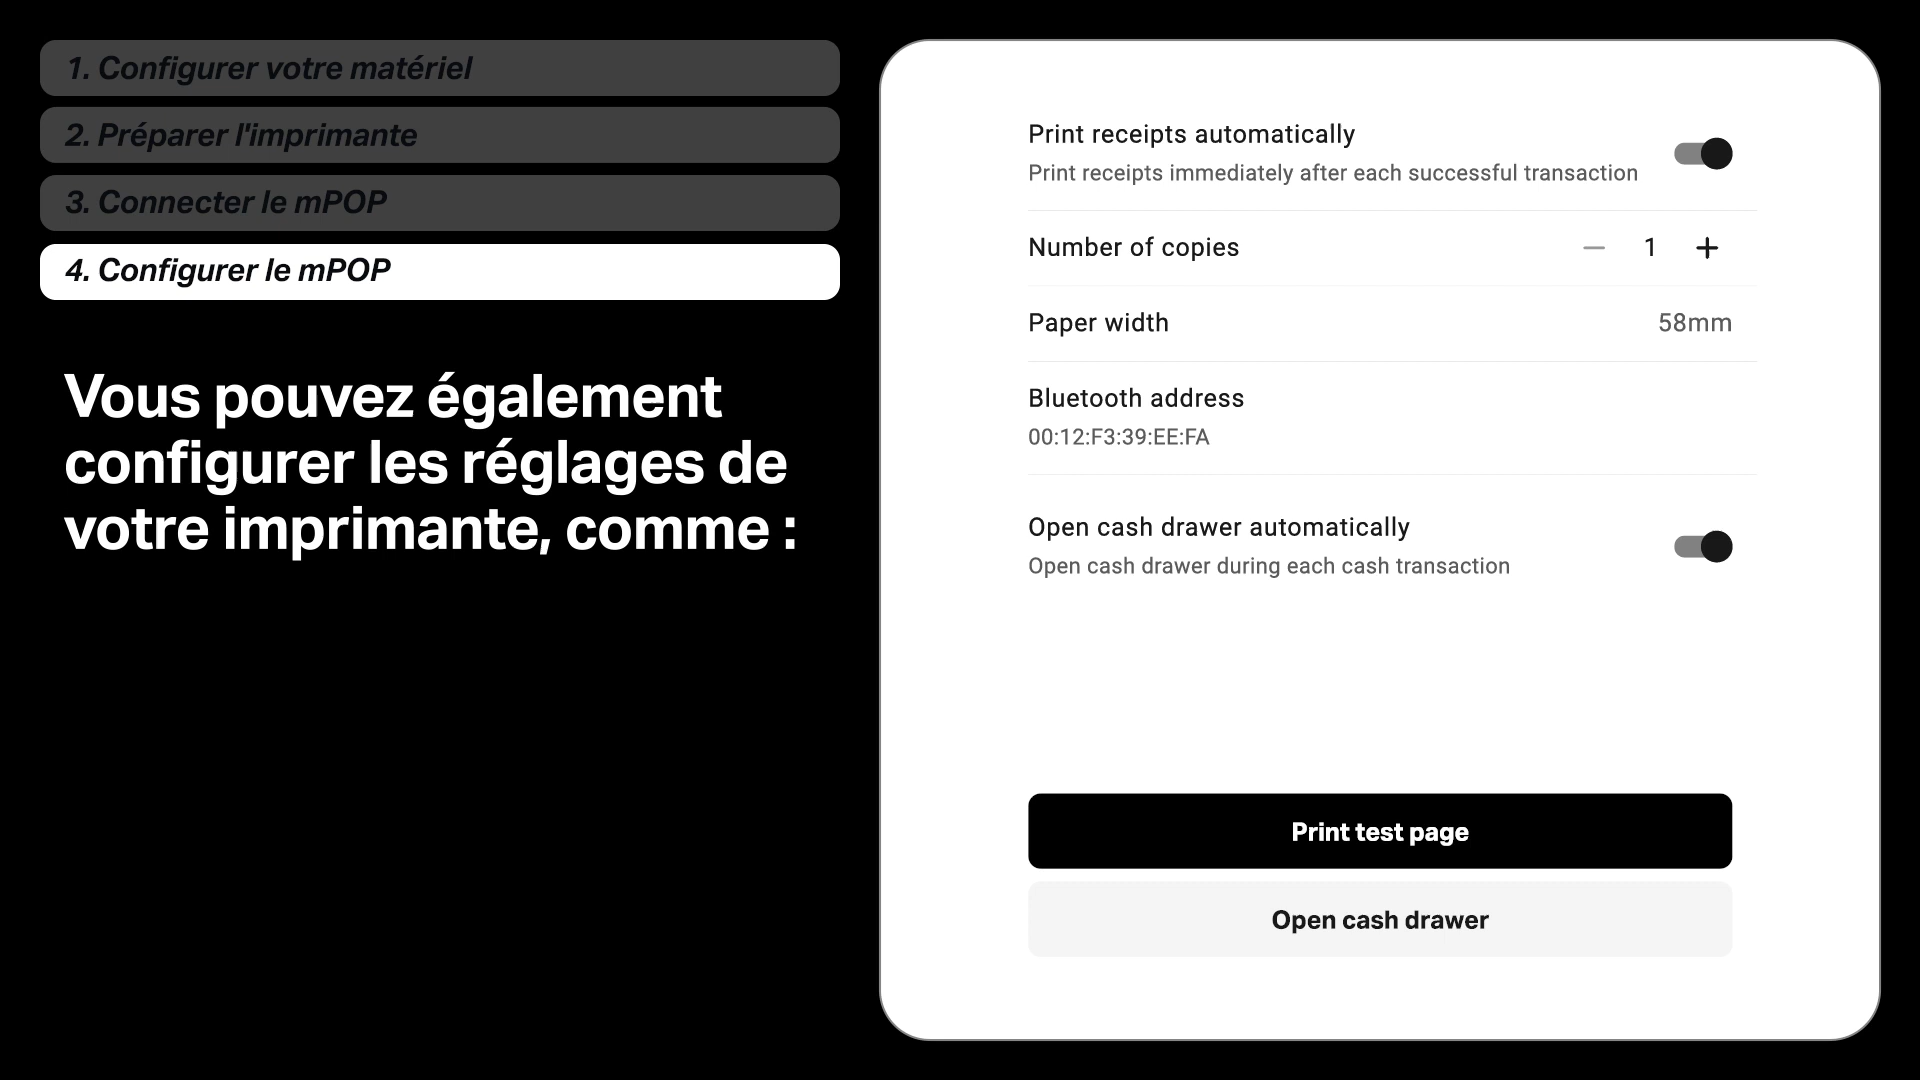 1. Configurer votre matériel
2. Préparer l'imprimante
3. Connecter le mPOP
4. Configurer le mPOP
Vous pouvez également
configurer les réglages de
votre imprimante, comme :
Print receipts automatically
Print receipts immediately after each successful transaction
Number of copies
1
Paper width
58mm
Bluetooth address
00:12:F3:39:EE:FA
Open cash drawer automatically
Open cash drawer during each cash transaction
Print test page
Open cash drawer